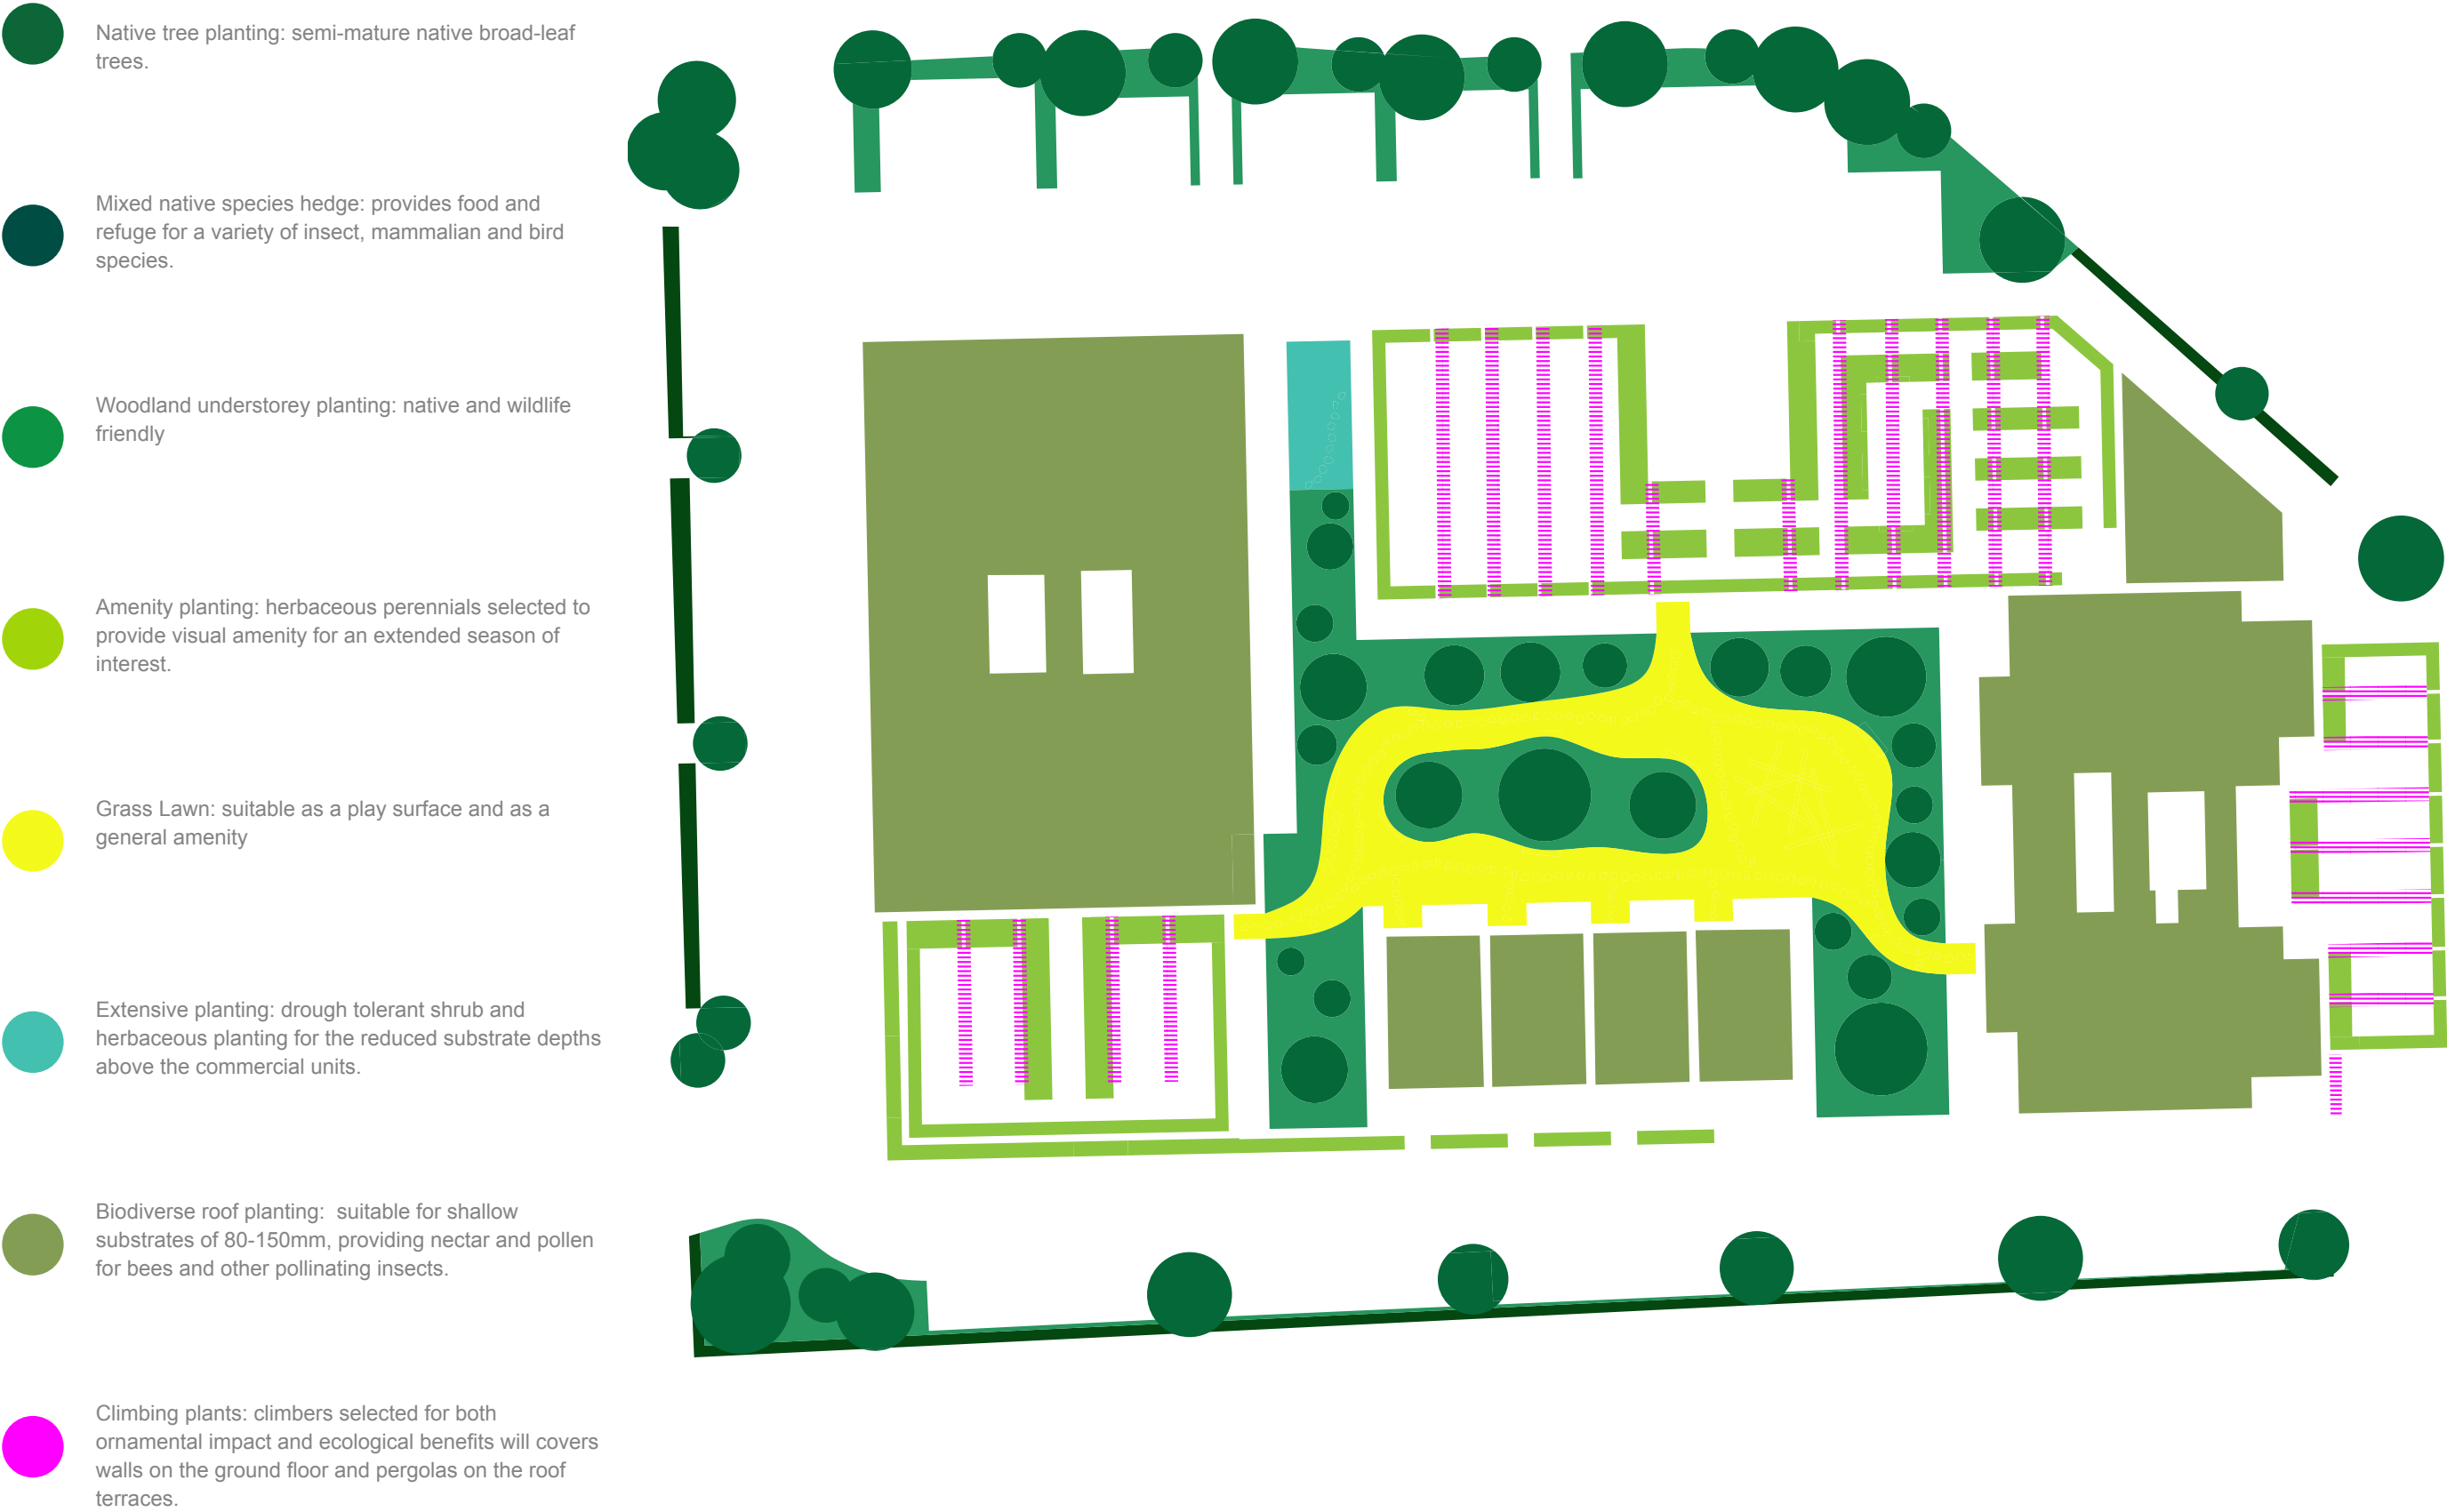 Native tree planting: semi-mature native broad-leaf
trees.
Mixed native species hedge: provides food and
refuge for a variety of insect, mammalian and bird
species.
Woodland understorey planting: native and wildlife
friendly
Amenity planting: herbaceous perennials selected to
provide visual amenity for an extended season of
interest.
Grass Lawn: suitable as a play surface and as a
general amenity
Extensive planting: drough tolerant shrub and
herbaceous planting for the reduced substrate depths
above the commercial units.
Biodiverse roof planting:  suitable for shallow
substrates of 80-150mm, providing nectar and pollen
for bees and other pollinating insects.
Climbing plants: climbers selected for both
ornamental impact and ecological benefits will covers
walls on the ground floor and pergolas on the roof
terraces.